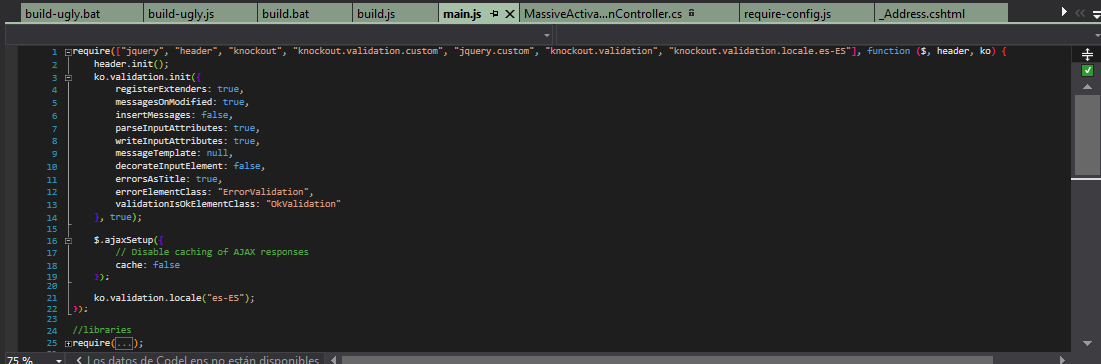 build-ugly.bat build-ugly.js build.bat build.js main.js MassiveActiva...nController.cs require-config.js _Address.cshtml
1 require(["jquery", "header", "knockout", "knockout.validation.custom", "jquery.custom", "knockout.validation", "knockout.validation.locale.es-ES"], function ($, header, ko) {
2 header.init();
3 ko.validation.init({
4 registerExtenders: true,
5 messagesOnModified: true,
6 insertMessages: false,
7 parseInputAttributes: true,
8 writeInputAttributes: true,
9 messageTemplate: null,
10 decorateInputElement: false,
11 errorsAsTitle: true,
12 errorElementClass: "ErrorValidation",
13 validationIsOkElementClass: "OkValidation"
14 }, true);
15
16 $.ajaxSetup({
17 // Disable caching of AJAX responses
18 cache: false
19 });
20
21 ko.validation.locale("es-ES");
22 });
23
24 //libraries
25 require(...);
75 % Los datos de CodeLens no están disponibles